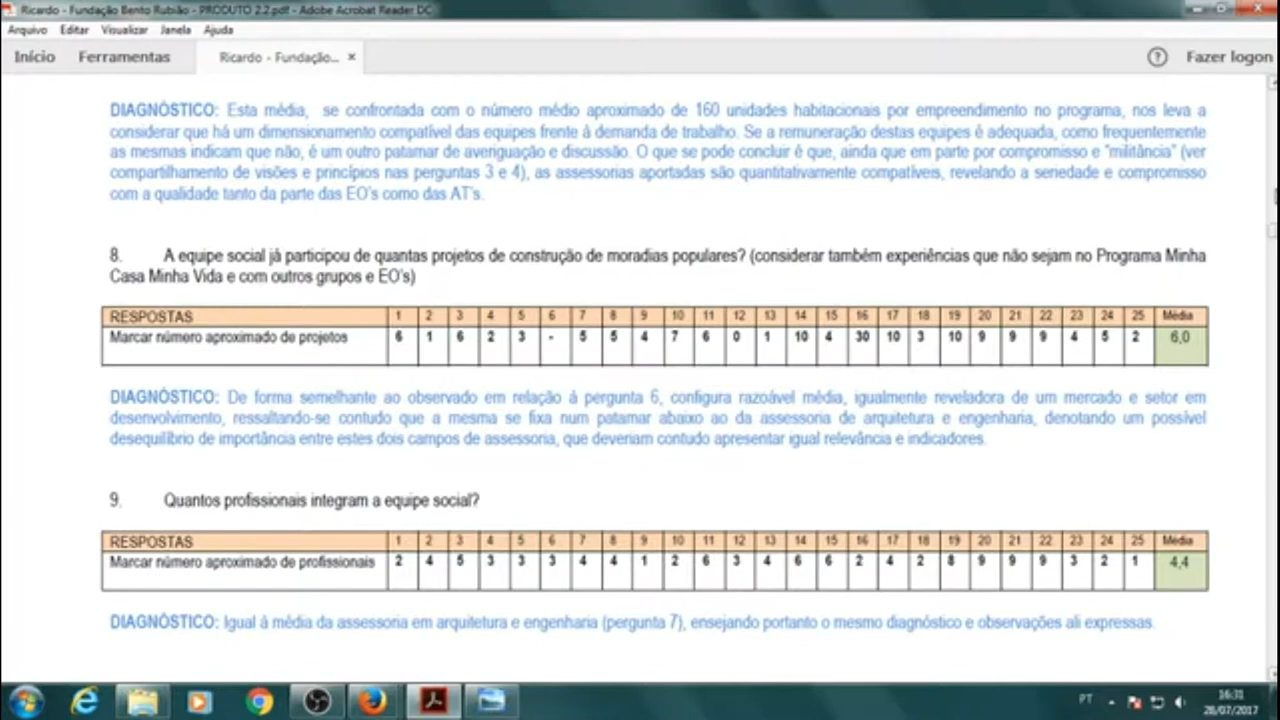 Ricardo - Fundação Bento Rubião - PRODUTO 2.2.pdf - Adobe Acrobat Reader DC
Arquivo Editar Visualizar Janela Ajuda
Início Ferramentas Ricardo - Fundação... × ? Fazer logon
DIAGNÓSTICO: Esta média, se confrontada com o número médio aproximado de 160 unidades habitacionais por empreendimento no programa, nos leva a
considerar que há um dimensionamento compatível das equipes frente à demanda de trabalho. Se a remuneração destas equipes é adequada, como frequentemente
as mesmas indicam que não, é um outro patamar de averiguação e discussão. O que se pode concluir é que, ainda que em parte por compromisso e "militância" (ver
compartilhamento de visões e princípios nas perguntas 3 e 4), as assessorias aportadas são quantitativamente compatíveis, revelando a seriedade e compromisso
com a qualidade tanto da parte das EO's como das AT's.
8. A equipe social já participou de quantas projetos de construção de moradias populares? (considerar também experiências que não sejam no Programa Minha
Casa Minha Vida e com outros grupos e EO's)
RESPOSTAS 1 2 3 4 5 6 7 8 9 10 11 12 13 14 15 16 17 18 19 20 21 22 23 24 25 Média
Marcar número aproximado de projetos 6 1 6 2 3 - 5 5 4 7 6 0 1 10 4 30 10 3 10 9 9 9 4 5 2 6,0
DIAGNÓSTICO: De forma semelhante ao observado em relação à pergunta 6, configura razoável média, igualmente reveladora de um mercado e setor em
desenvolvimento, ressaltando-se contudo que a mesma se fixa num patamar abaixo ao da assessoria de arquitetura e engenharia, denotando um possível
desequilíbrio de importância entre estes dois campos de assessoria, que deveriam contudo apresentar igual relevância e indicadores.
9. Quantos profissionais integram a equipe social?
RESPOSTAS 1 2 3 4 5 6 7 8 9 10 11 12 13 14 15 16 17 18 19 20 21 22 23 24 25 Média
Marcar número aproximado de profissionais 2 4 5 3 3 3 4 4 1 2 6 3 4 6 6 2 4 2 8 9 9 9 3 2 1 4,4
DIAGNÓSTICO: Igual à média da assessoria em arquitetura e engenharia (pergunta 7), ensejando portanto o mesmo diagnóstico e observações ali expressas.
PT 16:31
28/07/2017